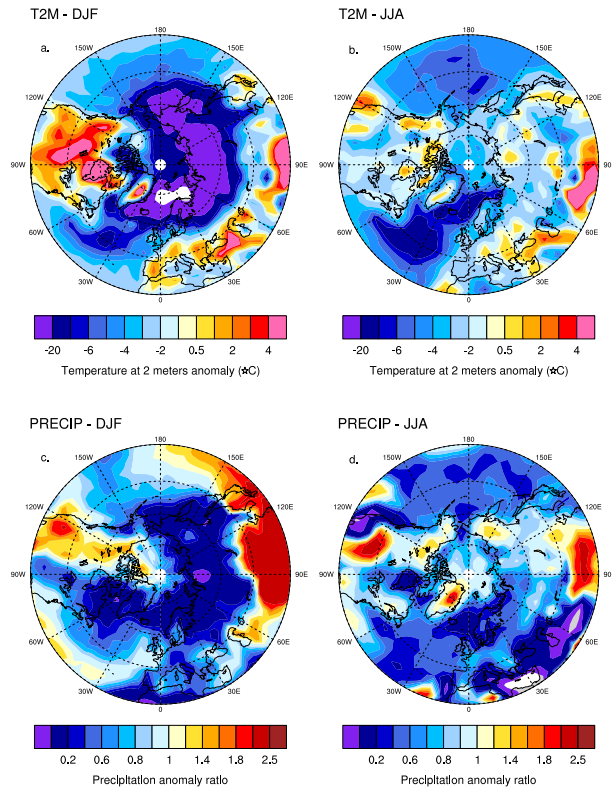 T2M - DJF
a.
180
150W
150E
120W
120E
90W
90E
60W
60E
30W
30E
0
-20 -6 -4 -2 0.5 2 4
Temperature at 2 meters anomaly (☆C)
T2M - JJA
b.
180
150W
150E
120W
120E
90W
90E
60W
60E
30W
30E
0
-20 -6 -4 -2 0.5 2 4
Temperature at 2 meters anomaly (☆C)
PRECIP - DJF
c.
180
150W
150E
120W
120E
90W
90E
60W
60E
30W
30E
0
0.2 0.6 0.8 1 1.4 1.8 2.5
Precipitation anomaly ratio
PRECIP - JJA
d.
180
150W
150E
120W
120E
90W
90E
60W
60E
30W
30E
0
0.2 0.6 0.8 1 1.4 1.8 2.5
Precipitation anomaly ratio